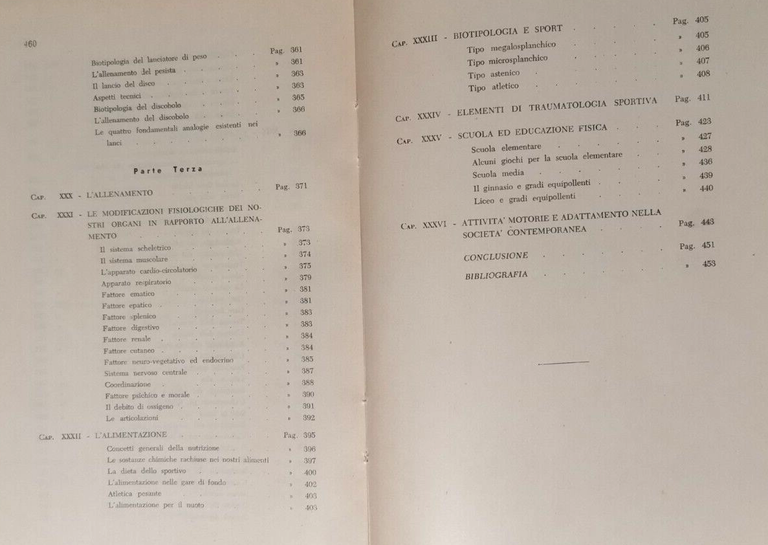 460
Pag. 361
Biotipologia del lanciatore di peso . . . » 361
L'allenamento del pesista . . . . » 363
Il lancio del disco . . . . . » 363
Aspetti tecnici . . . . . » 365
Biotipologia del discobolo . . . . » 366
L'allenamento del discobolo . . . .
Le quattro fondamentali analogie esistenti nei
lanci . . . . . . » 366
Parte Terza
CAP. XXX - L'ALLENAMENTO . . . . Pag. 371
CAP. XXXI - LE MODIFICAZIONI FISIOLOGICHE DEI NO-
STRI ORGANI IN RAPPORTO ALL'ALLENA-
MENTO . . . . . . Pag. 373
Il sistema scheletrico . . . . » 373
Il sistema muscolare . . . . » 374
L'apparato cardio-circolatorio . . . » 375
Apparato respiratorio . . . . » 379
Fattore ematico . . . . . » 381
Fattore epatico . . . . . » 381
Fattore splenico . . . . . » 383
Fattore digestivo . . . . . » 383
Fattore renale . . . . . » 384
Fattore cutaneo . . . . . » 384
Fattore neuro-vegetativo ed endocrino . . » 385
Sistema nervoso centrale . . . . » 387
Coordinazione . . . . . » 388
Fattore psichico e morale . . . . » 390
Il debito di ossigeno . . . . » 391
Le articolazioni . . . . . » 392
CAP. XXXII - L'ALIMENTAZIONE . . . . Pag. 395
Concetti generali della nutrizione . . » 396
Le sostanze chimiche racchiuse nei nostri alimenti » 397
La dieta dello sportivo . . . . » 400
L'alimentazione nelle gare di fondo . . » 402
Atletica pesante . . . . . » 403
L'alimentazione per il nuoto . . . » 405
CAP. XXXIII - BIOTIPOLOGIA E SPORT . . . . Pag. 405
Tipo megalosplanchico . . . . » 405
Tipo microsplanchico . . . . » 406
Tipo astenico . . . . . » 407
Tipo atletico . . . . . » 408
CAP. XXXIV - ELEMENTI DI TRAUMATOLOGIA SPORTIVA Pag. 411
CAP. XXXV - SCUOLA ED EDUCAZIONE FISICA . . Pag. 423
Scuola elementare . . . . » 427
Alcuni giochi per la scuola elementare . . » 428
Scuola media . . . . . » 436
Il ginnasio e gradi equipollenti . . . » 439
Liceo e gradi equipollenti . . . . » 440
CAP. XXXVI - ATTIVITA' MOTORIE E ADATTAMENTO NELLA
SOCIETA' CONTEMPORANEA . . . Pag. 443
CONCLUSIONE . . . . . Pag. 451
BIBLIOGRAFIA . . . . . » 453